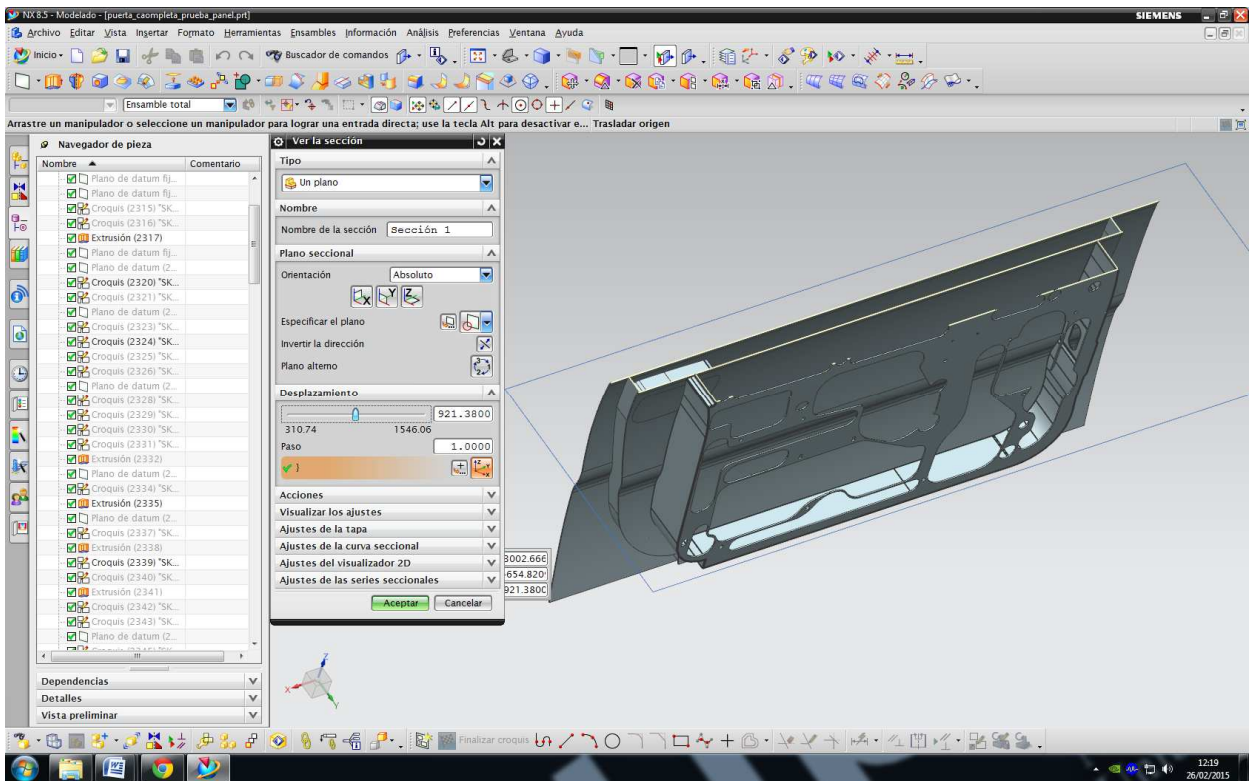 NX 8.5 - Modelado - [puerta_caompleta_prueba_panel.prt]
SIEMENS
Archivo Editar Vista Insertar Formato Herramientas Ensambles Información Análisis Preferencias Ventana Ayuda
Inicio
Buscador de comandos
Ensamble total
Arrastre un manipulador o seleccione un manipulador para lograr una entrada directa; use la tecla Alt para desactivar e... Trasladar origen
Navegador de pieza
Nombre Comentario
Plano de datum fij...
Plano de datum fij...
Croquis (2315) "SK...
Croquis (2316) "SK...
Extrusión (2317)
Plano de datum fij...
Plano de datum (2...
Croquis (2320) "SK...
Croquis (2321) "SK...
Plano de datum (2...
Croquis (2323) "SK...
Croquis (2324) "SK...
Croquis (2325) "SK...
Croquis (2326) "SK...
Plano de datum (2...
Croquis (2328) "SK...
Croquis (2329) "SK...
Croquis (2330) "SK...
Croquis (2331) "SK...
Extrusión (2332)
Plano de datum (2...
Croquis (2334) "SK...
Extrusión (2335)
Plano de datum (2...
Croquis (2337) "SK...
Extrusión (2338)
Croquis (2339) "SK...
Croquis (2340) "SK...
Extrusión (2341)
Croquis (2342) "SK...
Croquis (2343) "SK...
Plano de datum (2...
Dependencias
Detalles
Vista preliminar
Ver la sección
Tipo
Un plano
Nombre
Nombre de la sección Sección 1
Plano seccional
Orientación Absoluto
X Y Z
Especificar el plano
Invertir la dirección
Plano alterno
Desplazamiento
921.3800
310.74 1546.06
Paso 1.0000
Acciones
Visualizar los ajustes
Ajustes de la tapa
Ajustes de la curva seccional
Ajustes del visualizador 2D
Ajustes de las series seccionales
Aceptar Cancelar
3002.666
654.820
921.380
Z
X
Y
Finalizar croquis
12:19
26/02/2015